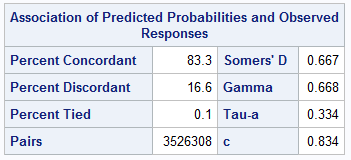 Association of Predicted Probabilities and Observed
Responses
Percent Concordant 83.3 Somers' D 0.667
Percent Discordant 16.6 Gamma 0.668
Percent Tied 0.1 Tau-a 0.334
Pairs 3526308 c 0.834